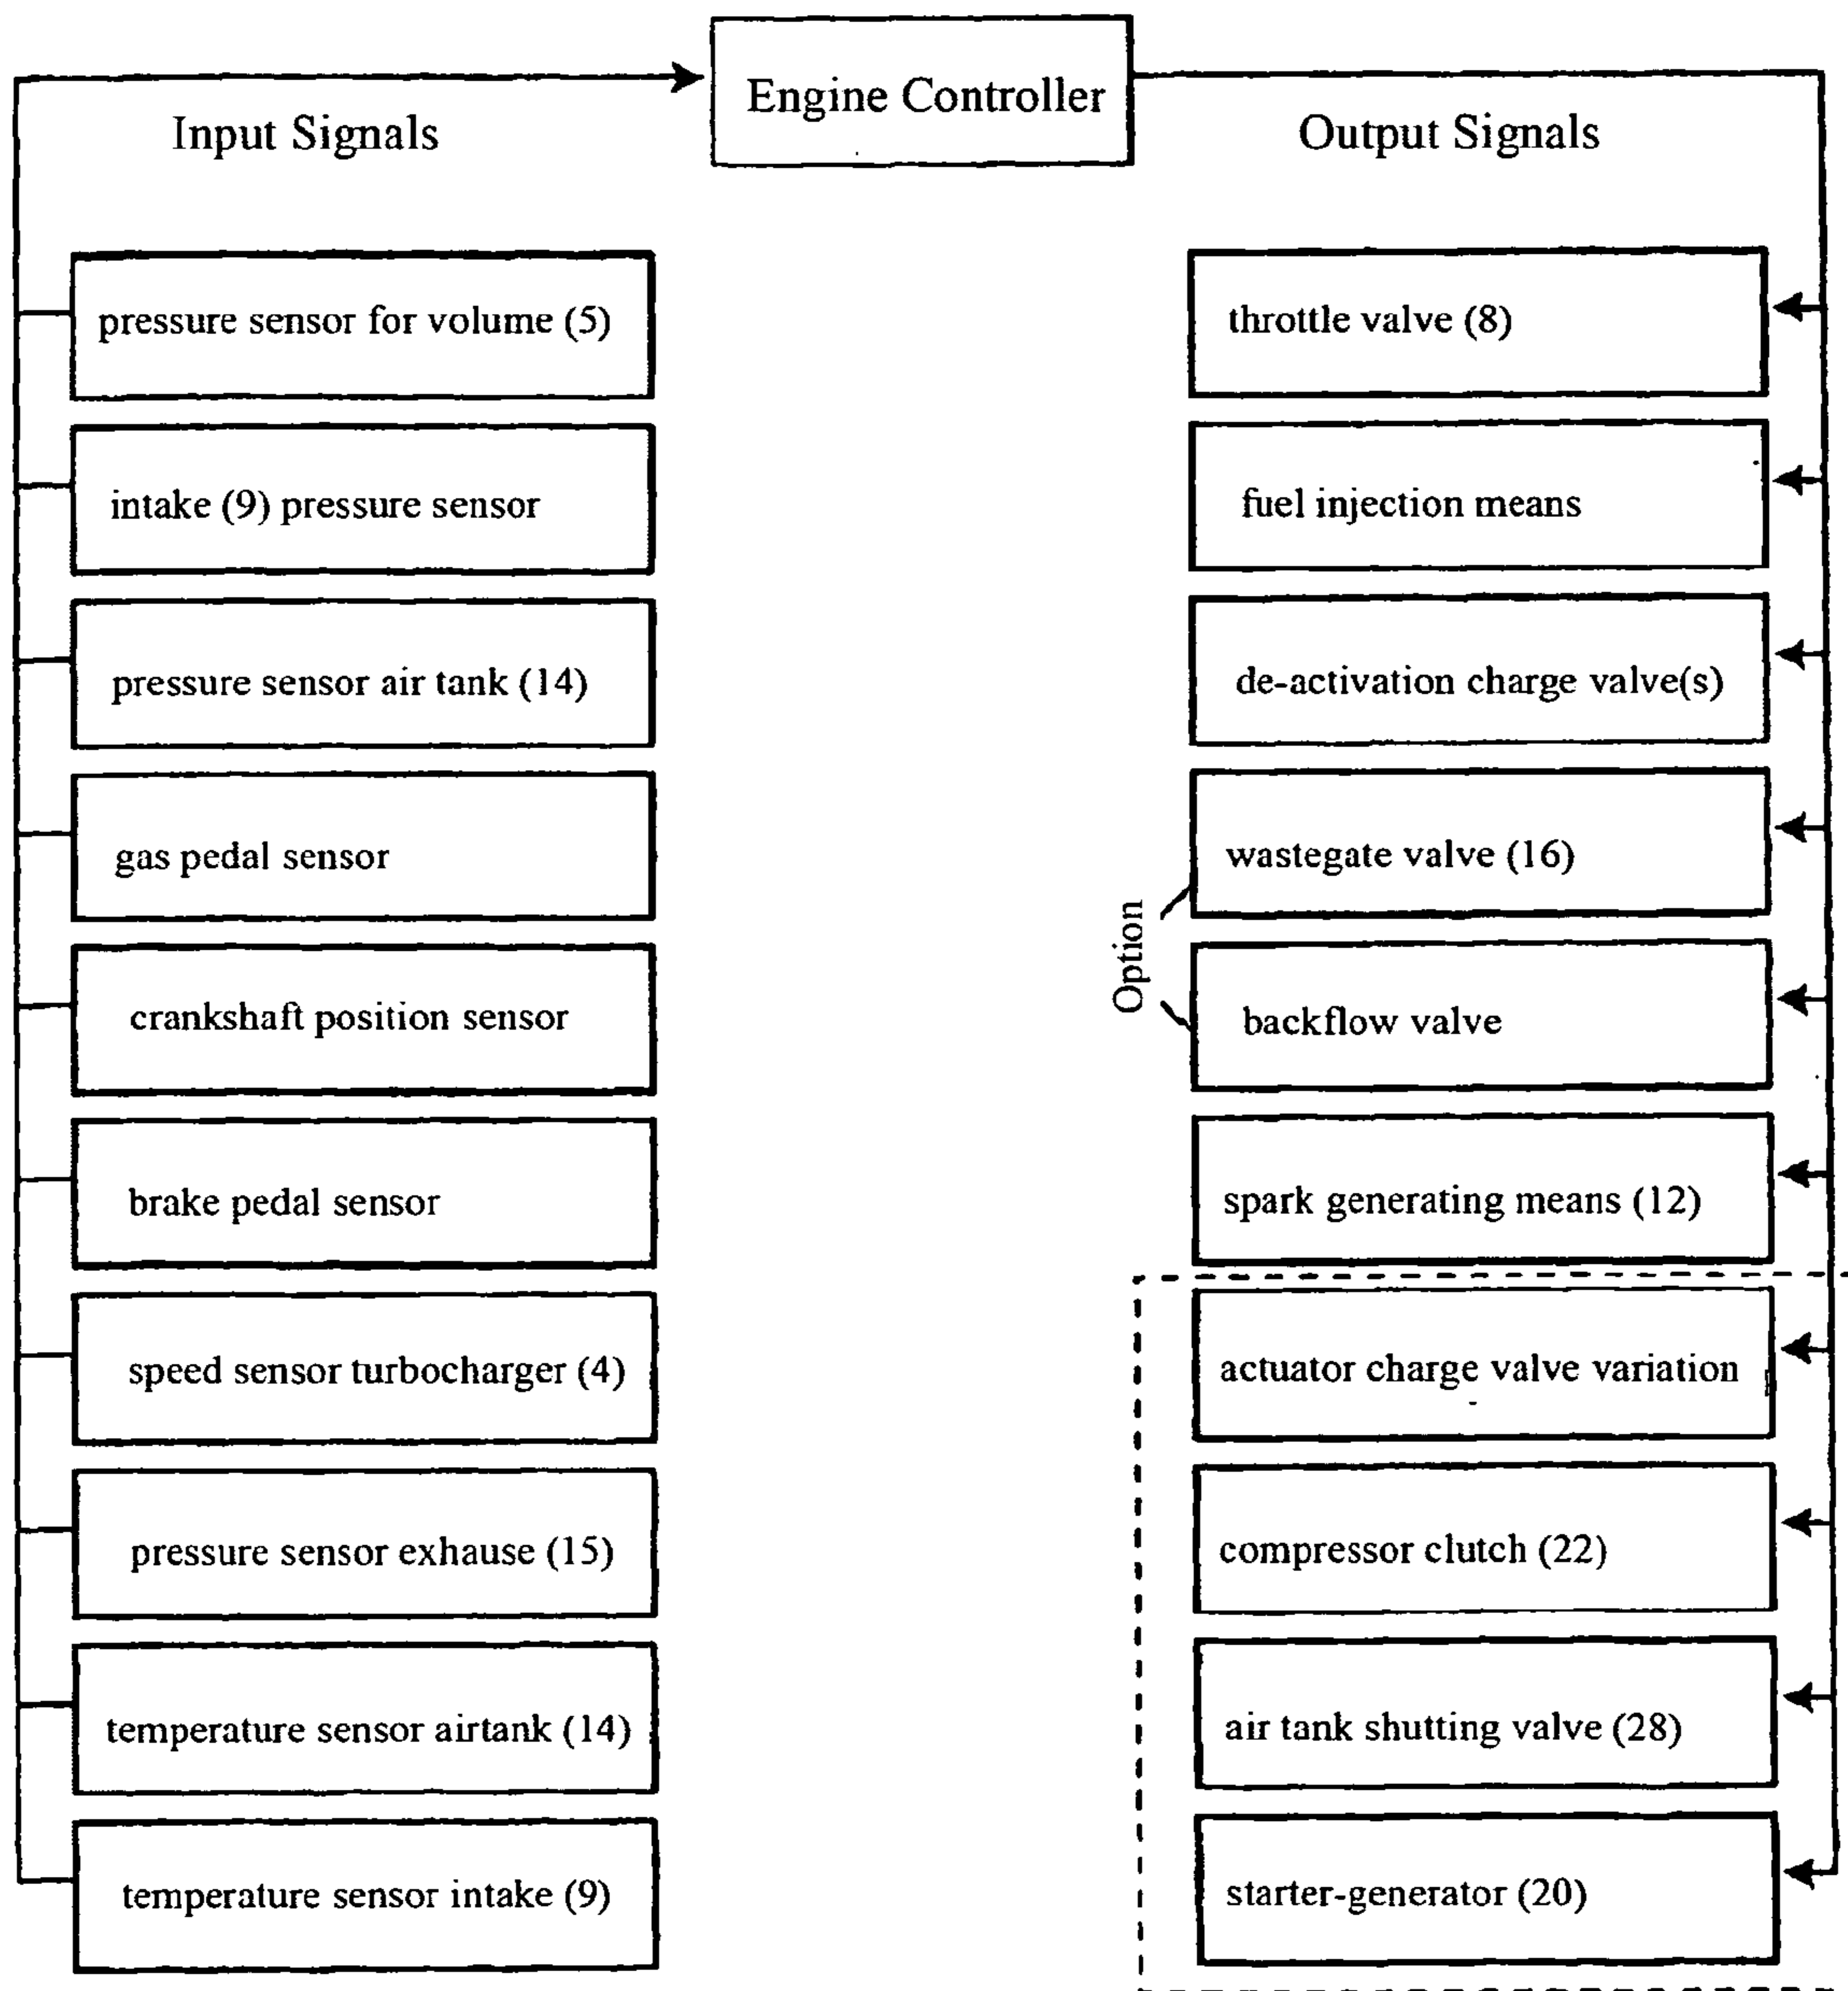 Engine Controller
Input Signals
Output Signals
pressure sensor for volume (5)
intake (9) pressure sensor
pressure sensor air tank (14)
gas pedal sensor
crankshaft position sensor
brake pedal sensor
speed sensor turbocharger (4)
pressure sensor exhause (15)
temperature sensor airtank (14)
temperature sensor intake (9)
throttle valve (8)
fuel injection means
de-activation charge valve(s)
wastegate valve (16)
Option
backflow valve
spark generating means (12)
actuator charge valve variation
compressor clutch (22)
air tank shutting valve (28)
starter-generator (20)